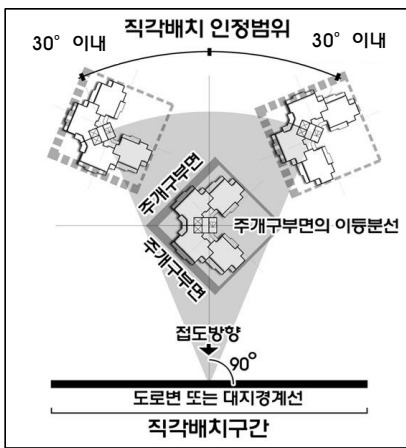 직각배치 인정범위
30° 이내
30° 이내
주개구부면
주개구부면의 이등분선
주개구부면
접도방향
90°
도로변 또는 대지경계선
직각배치구간